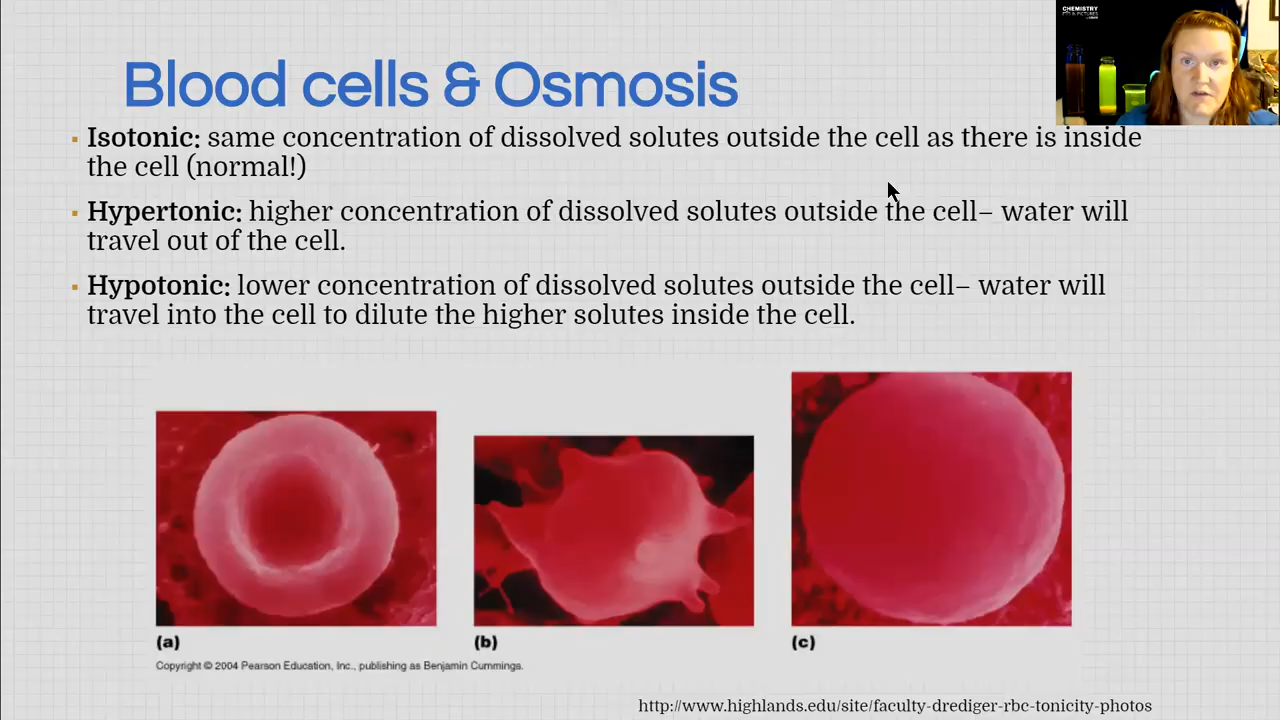 CHEMISTRY
Blood cells & Osmosis
▪ Isotonic: same concentration of dissolved solutes outside the cell as there is inside
the cell (normal!)
▪ Hypertonic: higher concentration of dissolved solutes outside the cell– water will
travel out of the cell.
▪ Hypotonic: lower concentration of dissolved solutes outside the cell– water will
travel into the cell to dilute the higher solutes inside the cell.
(a) (b) (c)
Copyright © 2004 Pearson Education, Inc., publishing as Benjamin Cummings.
http://www.highlands.edu/site/faculty-drediger-rbc-tonicity-photos